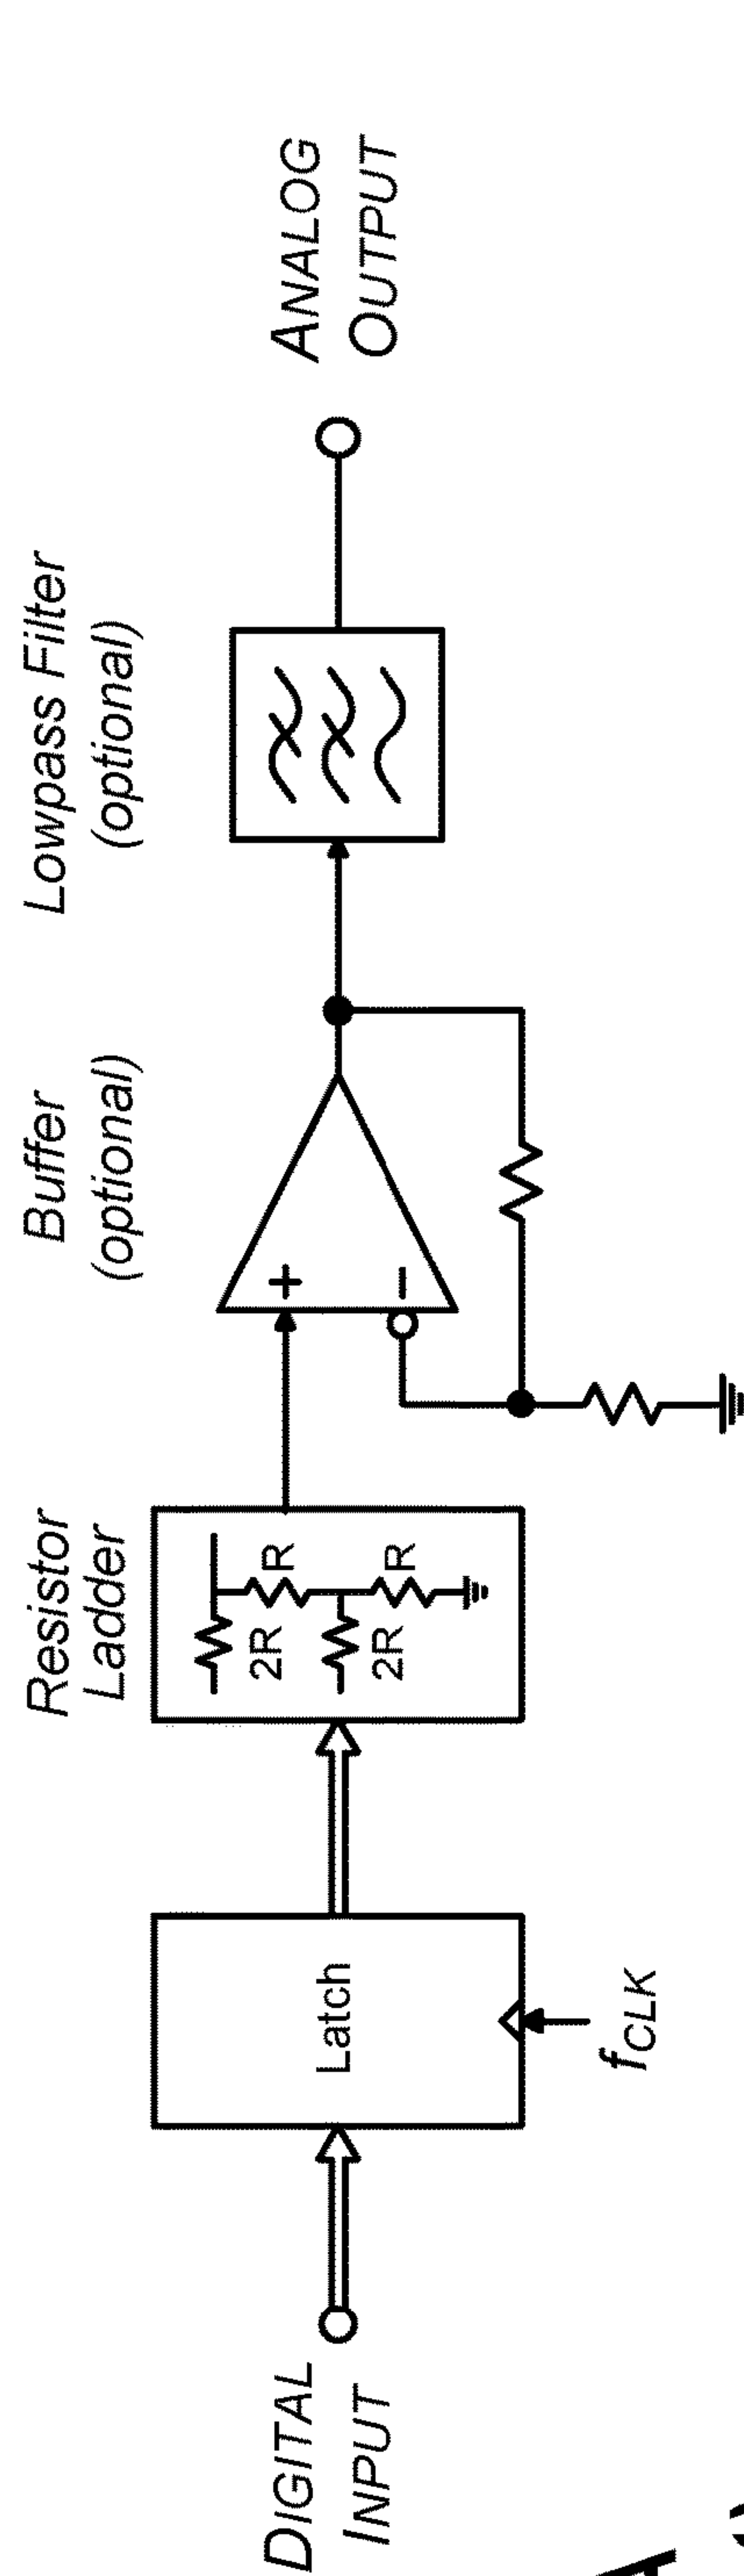 DIGITAL
INPUT
Latch
fCLK
Resistor
Ladder
2R
R
2R
R
Buffer
(optional)
+
−
Lowpass Filter
(optional)
ANALOG
OUTPUT